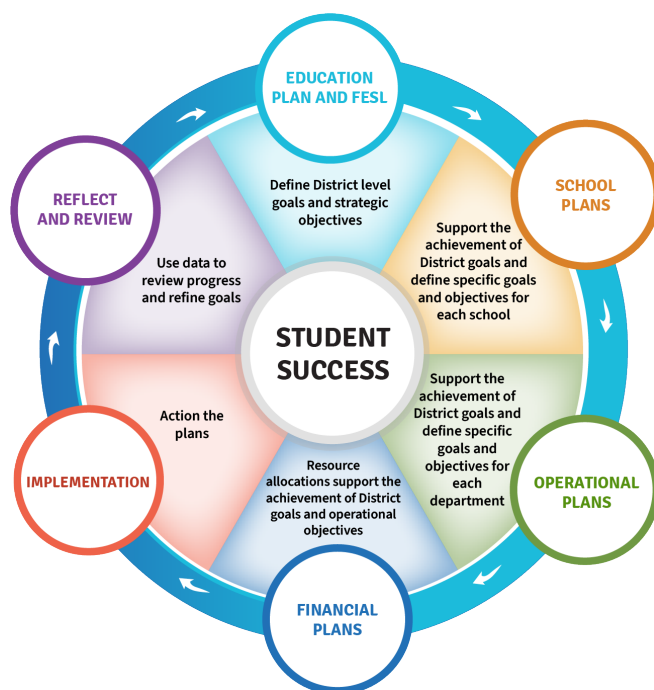 EDUCATION
PLAN AND FESL
Define District level
goals and strategic
objectives
SCHOOL
PLANS
Support the
achievement of
District goals and
define specific goals
and objectives for
each school
OPERATIONAL
PLANS
Support the
achievement of
District goals and
define specific
goals and
objectives for
each
department
FINANCIAL
PLANS
Resource
allocations support the
achievement of District
goals and operational
objectives
IMPLEMENTATION
Action the
plans
REFLECT
AND REVIEW
Use data to
review progress
and refine goals
STUDENT
SUCCESS